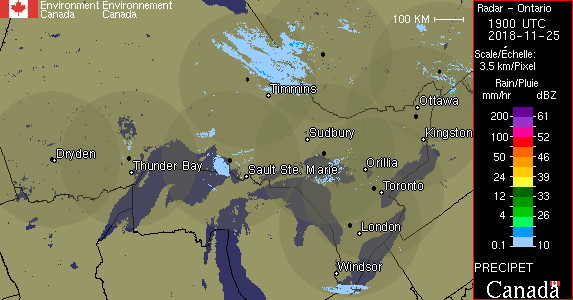 Environment Environnement
Canada Canada
100 KM
Timmins
Ottawa
Sudbury
Kingston
Dryden
Thunder Bay
Sault Ste. Marie
Orillia
Toronto
London
Windsor
Radar - Ontario
1900 UTC
2018-11-25
Scale/Échelle:
3.5 km/Pixel
Rain/Pluie
mm/hr dBZ
200 61
100 52
50 46
24 39
12 33
4 26
0.1 10
PRECIPET
Canada